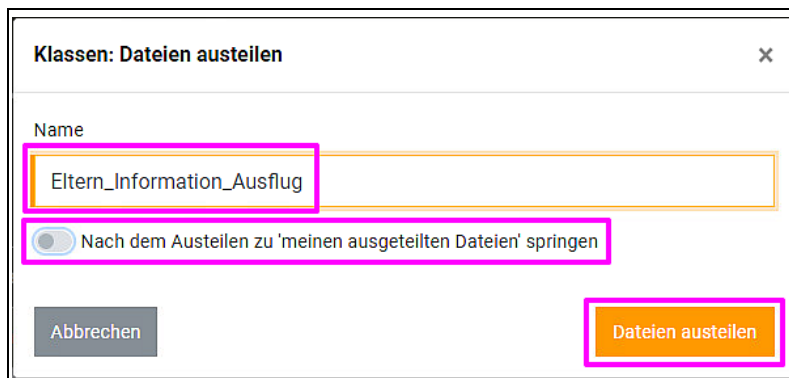 Klassen: Dateien austeilen ×
Name
Eltern_Information_Ausflug
Nach dem Austeilen zu 'meinen ausgeteilten Dateien' springen
Abbrechen
Dateien austeilen